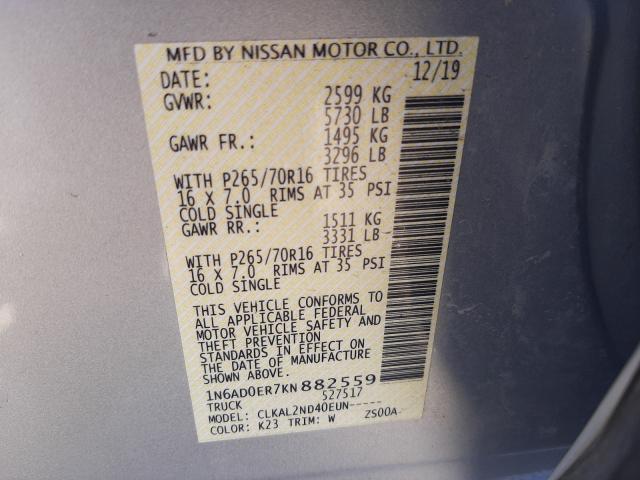 MFD BY NISSAN MOTOR CO., LTD.
DATE: 12/19
GVWR: 2599 KG
5730 LB
GAWR FR.: 1495 KG
3296 LB
WITH P265/70R16 TIRES
16 X 7.0 RIMS AT 35 PSI
COLD SINGLE
GAWR RR.: 1511 KG
3331 LB
WITH P265/70R16 TIRES
16 X 7.0 RIMS AT 35 PSI
COLD SINGLE
THIS VEHICLE CONFORMS TO
ALL APPLICABLE FEDERAL
MOTOR VEHICLE SAFETY AND
THEFT PREVENTION
STANDARDS IN EFFECT ON
THE DATE OF MANUFACTURE
SHOWN ABOVE.
1N6AD0ER7KN882559
TRUCK 527517
MODEL: CLKAL2ND40EUN-----
COLOR: K23 TRIM: W ZS00A